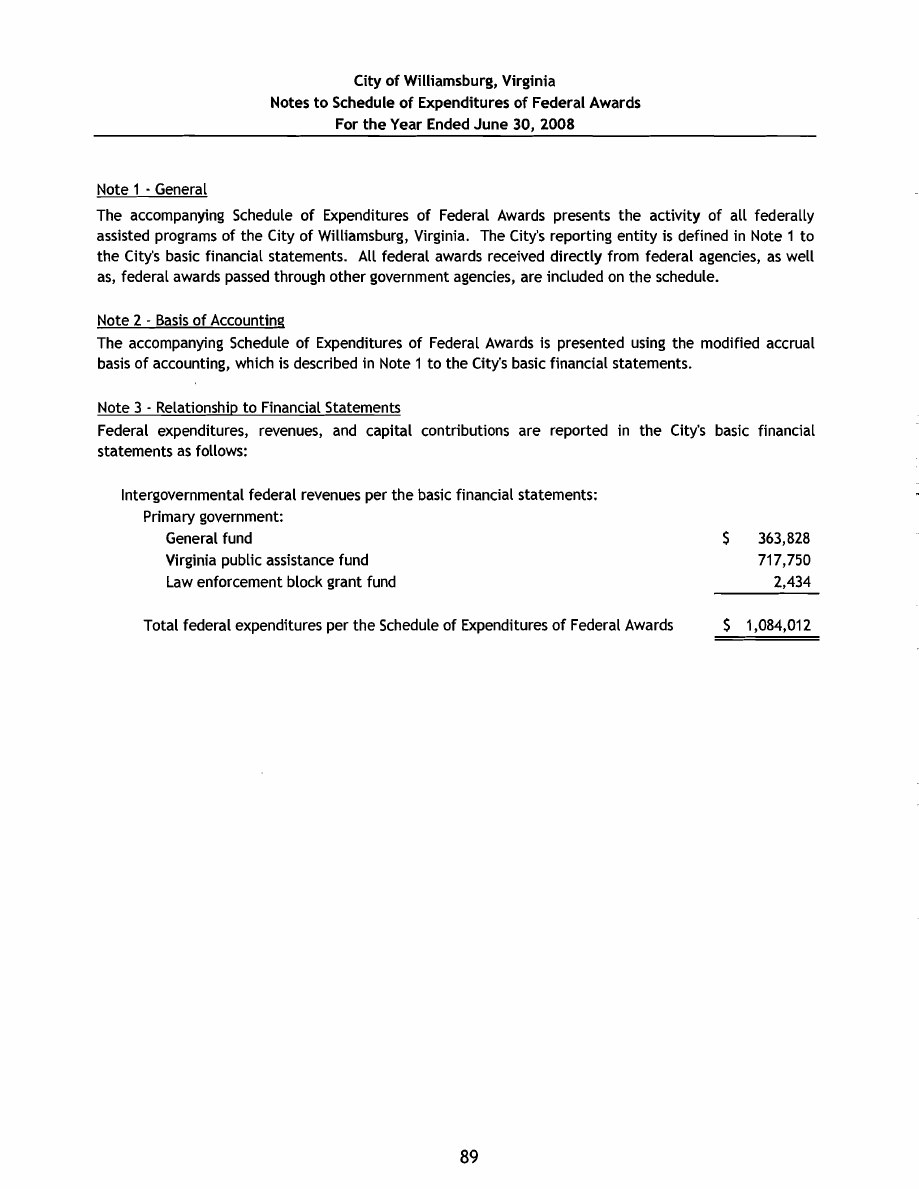 City of Williamsburg, Virginia
Notes to Schedule of Expenditures of Federal Awards
For the Year Ended June 30, 2008
Note 1 - General
The accompanying Schedule of Expenditures of Federal Awards presents the activity of all federally
assisted programs of the City of Williamsburg, Virginia. The City's reporting entity is defined in Note 1 to
the City's basic financial statements. All federal awards received directly from federal agencies, as well
as, federal awards passed through other government agencies, are included on the schedule.
Note 2 - Basis of Accounting
The accompanying Schedule of Expenditures of Federal Awards is presented using the modified accrual
basis of accounting, which is described in Note 1 to the City's basic financial statements.
Note 3 - Relationship to Financial Statements
Federal expenditures, revenues, and capital contributions are reported in the City's basic financial
statements as follows:
Intergovernmental federal revenues per the basic financial statements:
Primary government:
General fund $ 363,828
Virginia public assistance fund 717,750
Law enforcement block grant fund 2,434
Total federal expenditures per the Schedule of Expenditures of Federal Awards $ 1,084,012
89